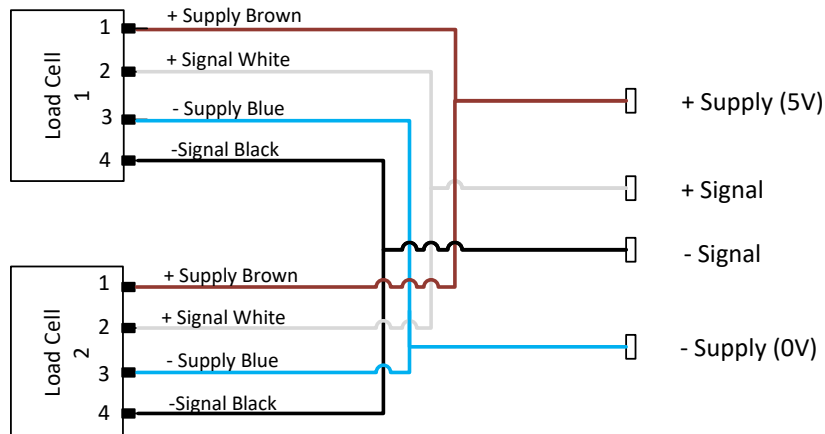 Load Cell
1
1
+ Supply Brown
2
+ Signal White
3
- Supply Blue
4
-Signal Black
+ Supply (5V)
+ Signal
- Signal
- Supply (0V)
Load Cell
2
1
+ Supply Brown
2
+ Signal White
3
- Supply Blue
4
-Signal Black